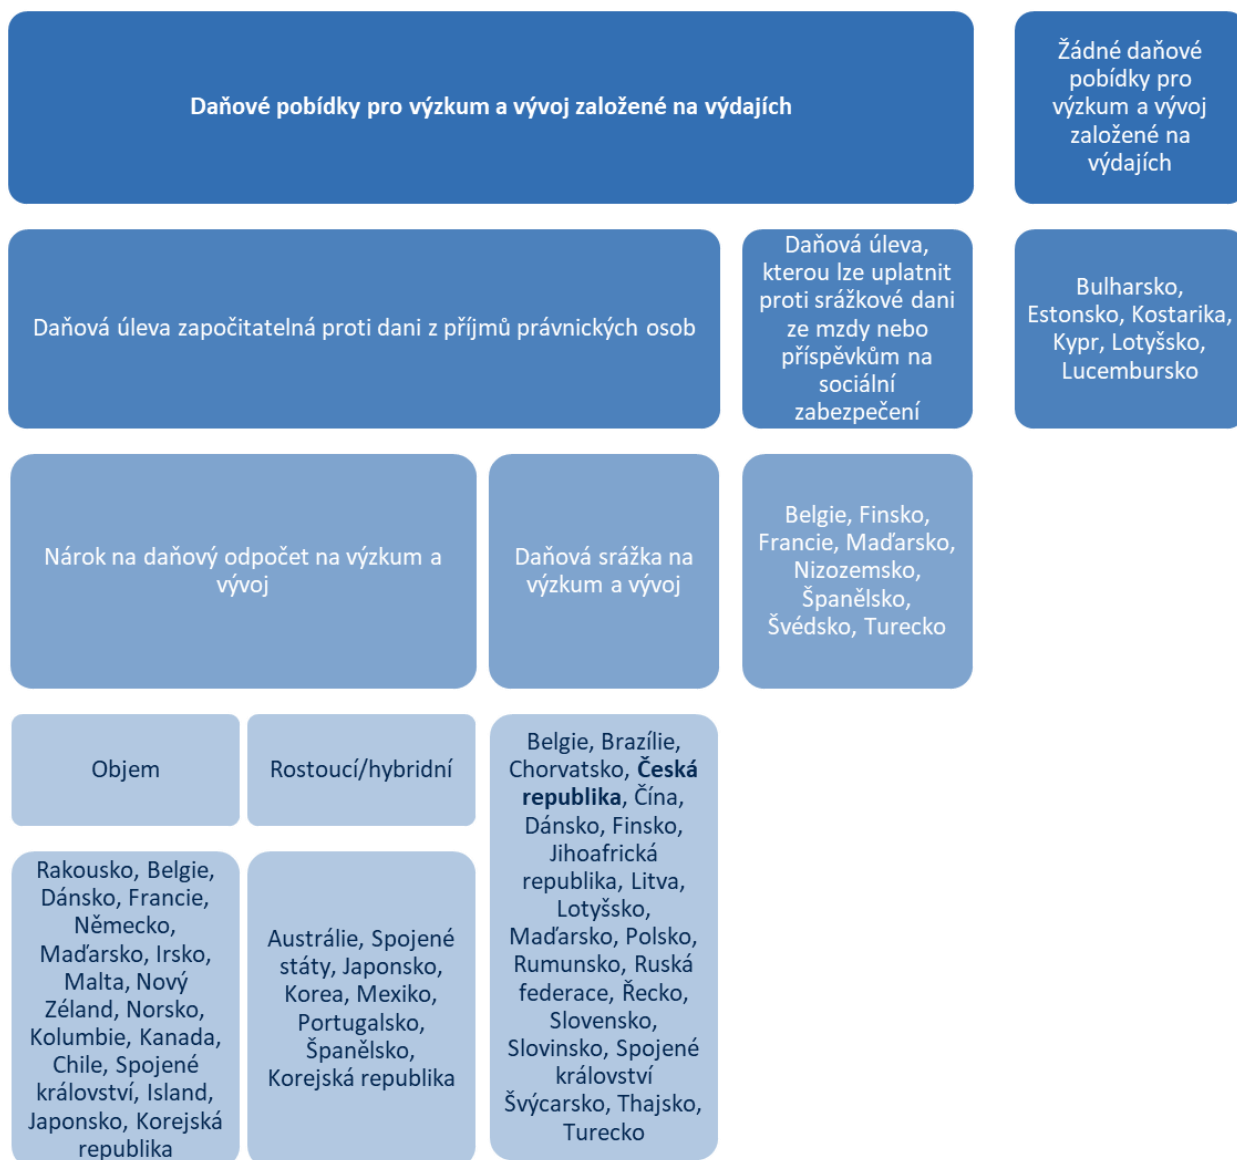 Daňové pobídky pro výzkum a vývoj založené na výdajích
Žádné daňové
pobídky pro
výzkum a vývoj
založené na
výdajích
Daňová úleva započitatelná proti dani z příjmů právnických osob
Daňová úleva,
kterou lze uplatnit
proti srážkové dani
ze mzdy nebo
příspěvkům na
sociální
zabezpečení
Bulharsko,
Estonsko, Kostarika,
Kypr, Lotyšsko,
Lucembursko
Nárok na daňový odpočet na výzkum a
vývoj
Daňová srážka na
výzkum a vývoj
Belgie, Finsko,
Francie, Maďarsko,
Nizozemsko,
Španělsko,
Švédsko, Turecko
Objem
Rakousko, Belgie,
Dánsko, Francie,
Německo,
Maďarsko, Irsko,
Malta, Nový
Zéland, Norsko,
Kolumbie, Kanada,
Chile, Spojené
království, Island,
Japonsko, Korejská
republika
Rostoucí/hybridní
Austrálie, Spojené
státy, Japonsko,
Korea, Mexiko,
Portugalsko,
Španělsko,
Korejská republika
Belgie, Brazílie,
Chorvatsko, Česká
republika, Čína,
Dánsko, Finsko,
Jihoafrická
republika, Litva,
Lotyšsko,
Maďarsko, Polsko,
Rumunsko, Ruská
federace, Řecko,
Slovensko,
Slovinsko, Spojené
království
Švýcarsko, Thajsko,
Turecko